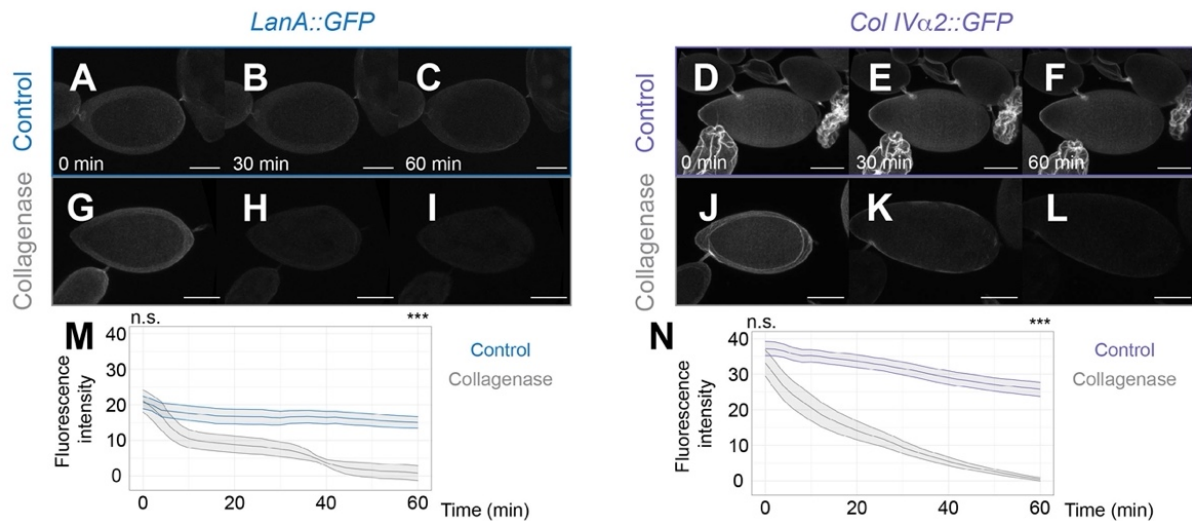 LanA::GFP
Col IVα2::GFP
Control
A
B
C
0 min
30 min
60 min
Control
D
E
F
0 min
30 min
60 min
Collagenase
G
H
I
Collagenase
J
K
L
M
n.s.
***
40
30
20
10
0
Fluorescence
intensity
0
20
40
60
Time (min)
Control
Collagenase
N
n.s.
***
40
30
20
10
0
Fluorescence
intensity
0
20
40
60
Time (min)
Control
Collagenase